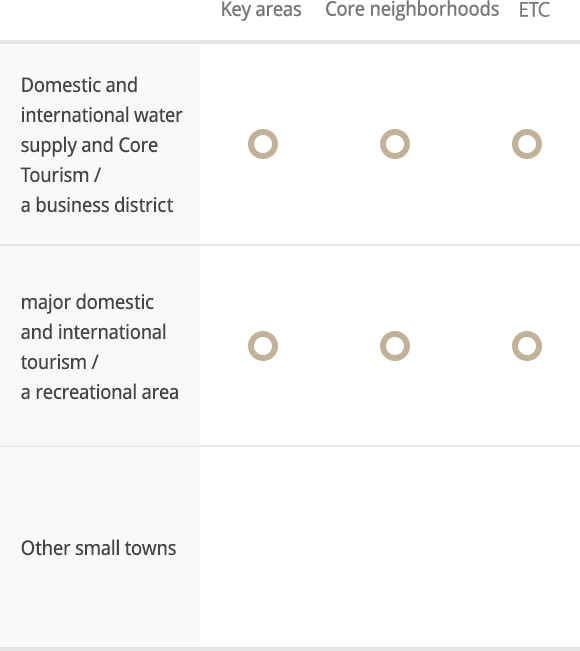 Key areas Core neighborhoods ETC
Domestic and
international water
supply and Core
Tourism /
a business district
major domestic
and international
tourism /
a recreational area
Other small towns